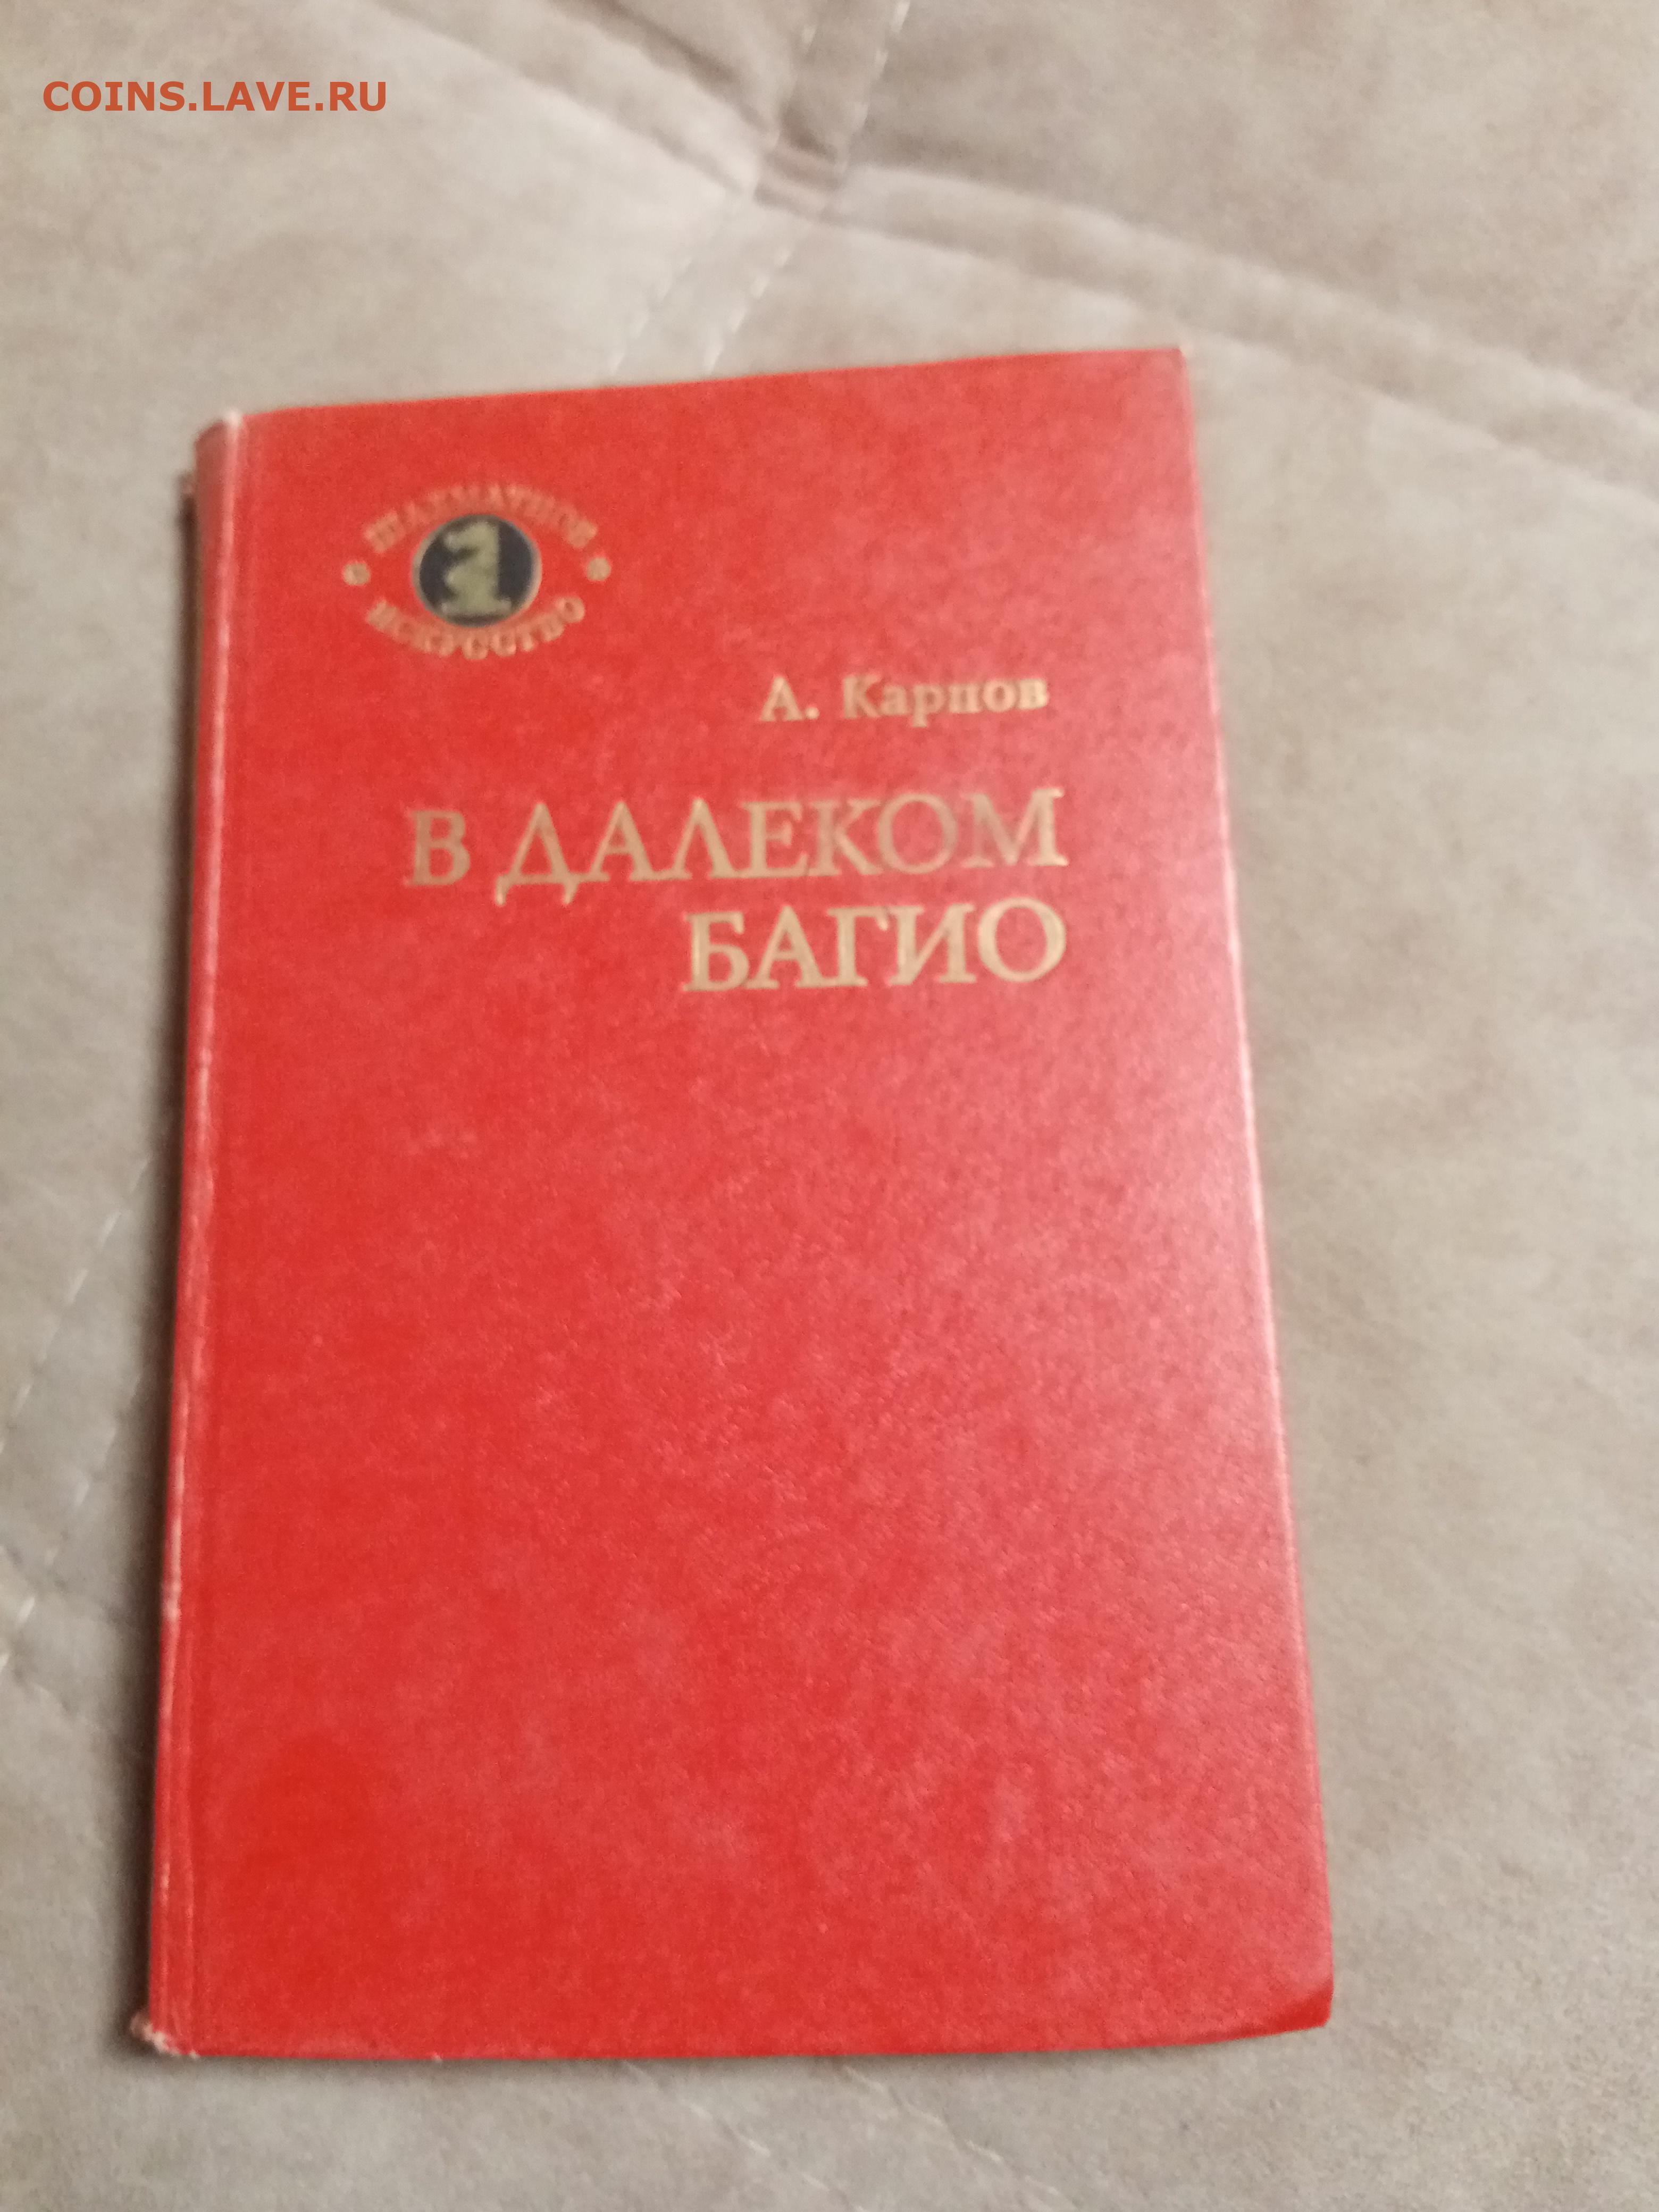 COINS.LAVE.RU
ШАХМАТНОЕ
ИСКУССТВО
А. Карпов
В ДАЛЕКОМ
БАГИО